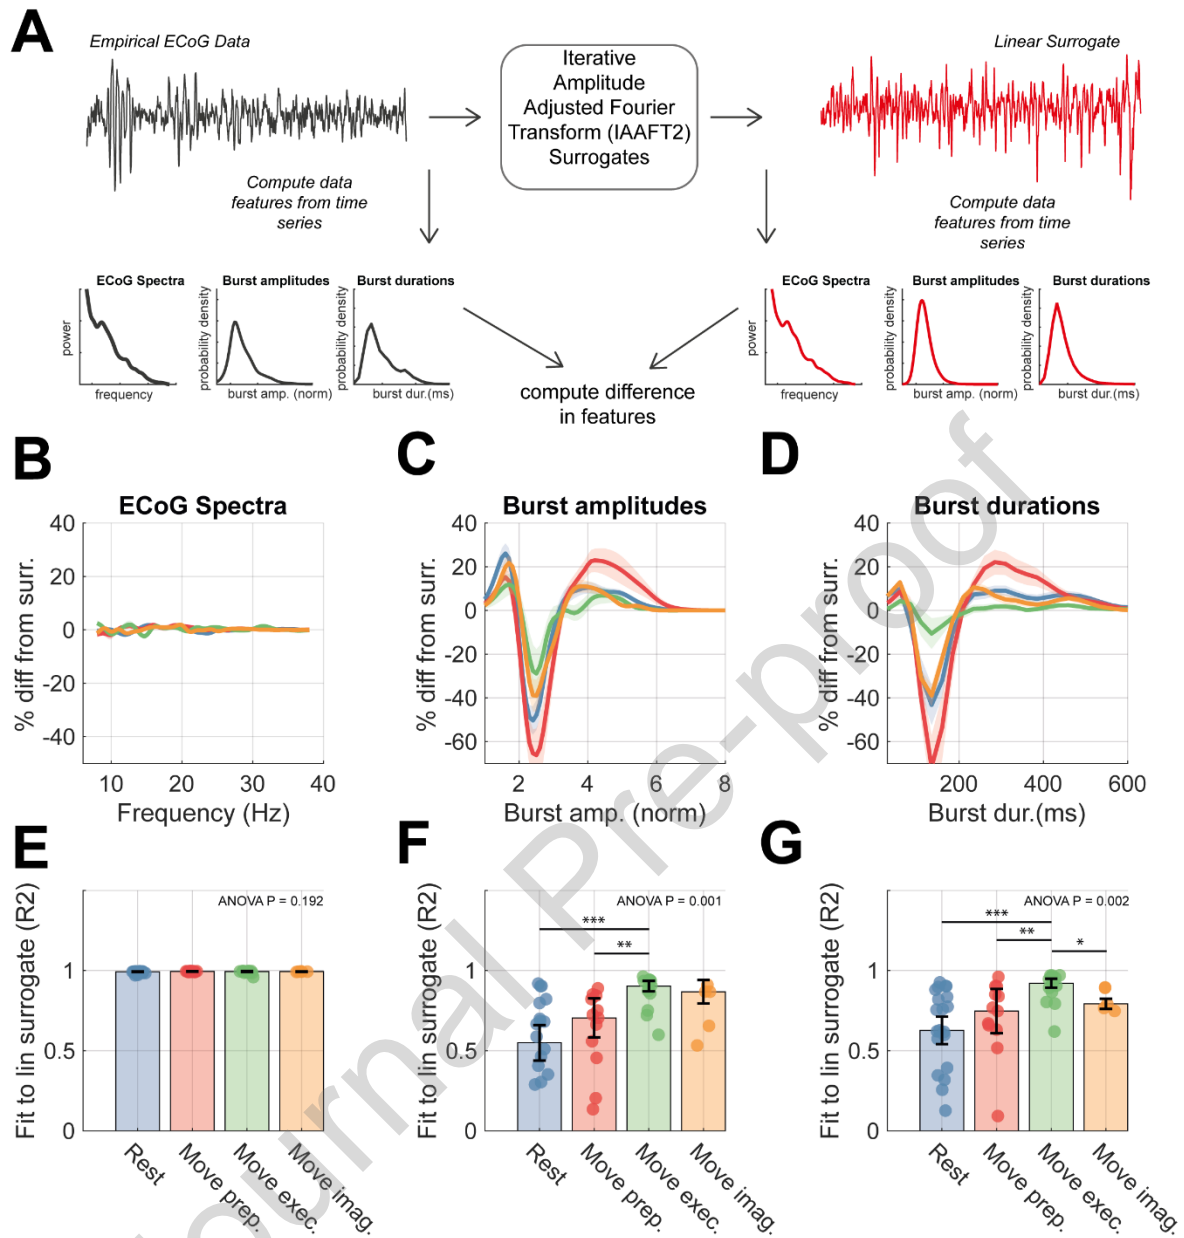 A
Empirical ECoG Data
Iterative
Amplitude
Adjusted Fourier
Transform (IAAFT2)
Surrogates
Linear Surrogate
Compute data
features from time
series
Compute data
features from time
series
ECoG Spectra
power
frequency
Burst amplitudes
probability density
burst amp. (norm)
Burst durations
probability density
burst dur.(ms)
compute difference
in features
ECoG Spectra
power
frequency
Burst amplitudes
probability density
burst amp. (norm)
Burst durations
probability density
burst dur.(ms)
B
ECoG Spectra
% diff from surr.
40
20
0
-20
-40
10 20 30 40
Frequency (Hz)
C
Burst amplitudes
% diff from surr.
40
20
0
-20
-40
-60
2 4 6 8
Burst amp. (norm)
D
Burst durations
% diff from surr.
40
20
0
-20
-40
-60
200 400 600
Burst dur.(ms)
E
Fit to lin surrogate (R2)
ANOVA P = 0.192
1
0.5
0
Rest
Move prep.
Move exec.
Move imag.
F
Fit to lin surrogate (R2)
ANOVA P = 0.001
***
**
1
0.5
0
Rest
Move prep.
Move exec.
Move imag.
G
Fit to lin surrogate (R2)
ANOVA P = 0.002
***
**
*
1
0.5
0
Rest
Move prep.
Move exec.
Move imag.
Journal Pre-proof